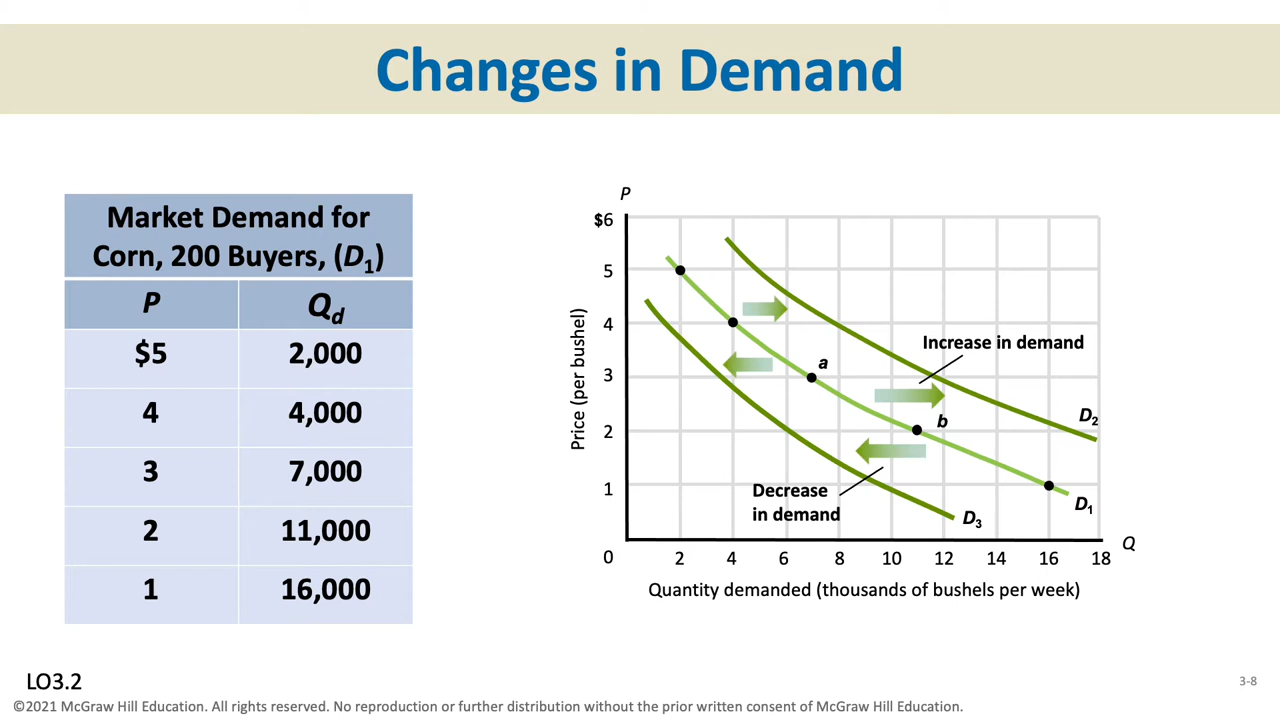 Changes in Demand
Market Demand for
Corn, 200 Buyers, (D₁)
P Qd
$5 2,000
4 4,000
3 7,000
2 11,000
1 16,000
P
$6
5
4
3
2
1
0
Price (per bushel)
a
b
Increase in demand
Decrease
in demand
D₂
D₁
D₃
2 4 6 8 10 12 14 16 18
Q
Quantity demanded (thousands of bushels per week)
LO3.2
3-8
©2021 McGraw Hill Education. All rights reserved. No reproduction or further distribution without the prior written consent of McGraw Hill Education.